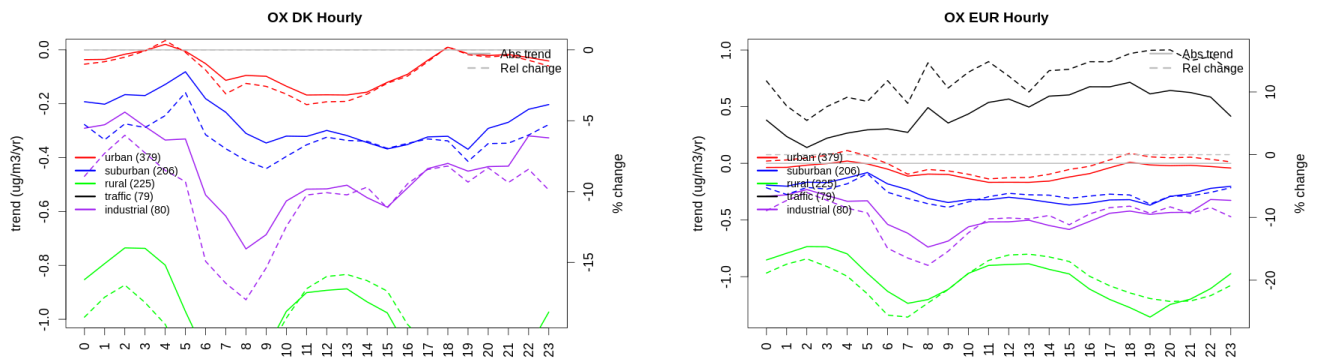 OX DK Hourly
trend (ug/m3/yr)
0.0
-0.2
-0.4
-0.6
-0.8
-1.0
Abs trend
Rel change
urban (379)
suburban (206)
rural (225)
traffic (79)
industrial (80)
0
-5
-10
-15
% change
0 1 2 3 4 5 6 7 8 9 10 11 12 13 14 15 16 17 18 19 20 21 22 23
OX EUR Hourly
trend (ug/m3/yr)
1.0
0.5
0.0
-0.5
-1.0
Abs trend
Rel change
urban (379)
suburban (206)
rural (225)
traffic (79)
industrial (80)
10
0
-10
-20
% change
0 1 2 3 4 5 6 7 8 9 10 11 12 13 14 15 16 17 18 19 20 21 22 23